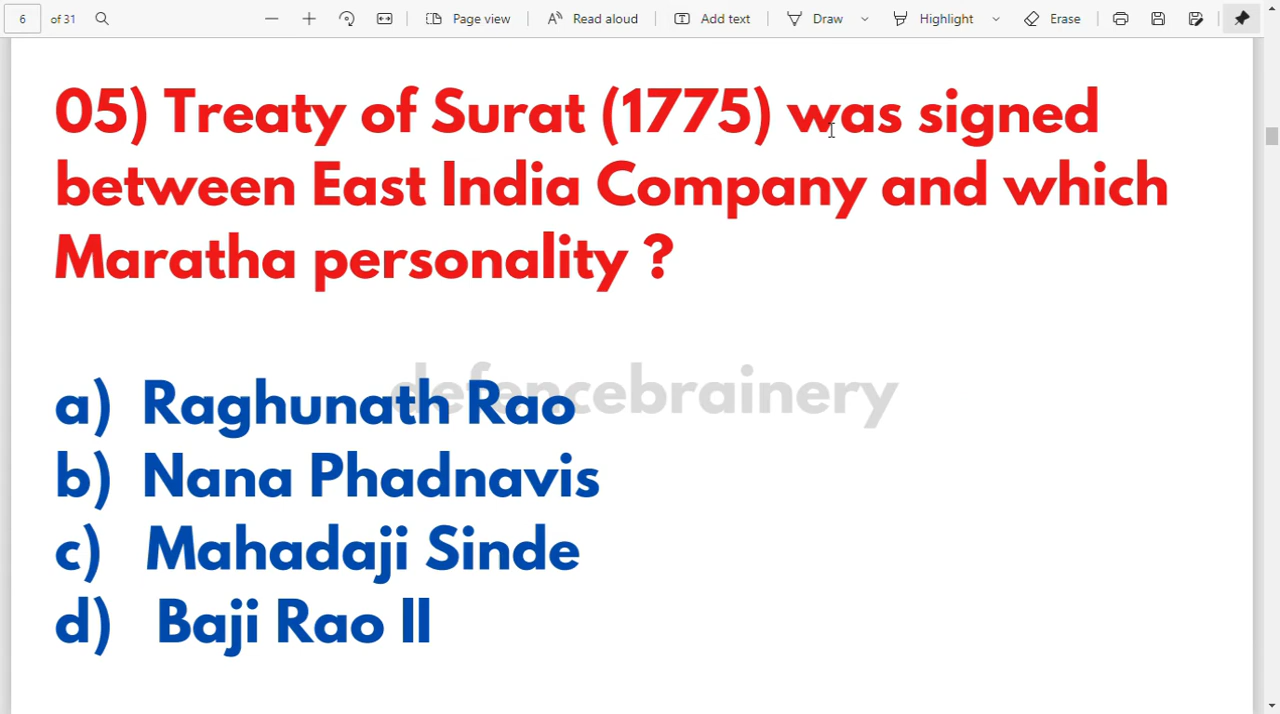 6 of 31 Page view Read aloud Add text Draw Highlight Erase
05) Treaty of Surat (1775) was signed
between East India Company and which
Maratha personality ?
defencebrainery
a) Raghunath Rao
b) Nana Phadnavis
c) Mahadaji Sinde
d) Baji Rao II